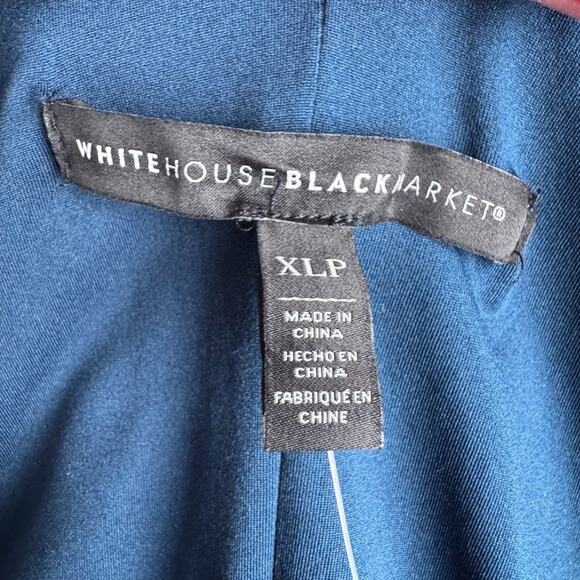 WHITEHOUSEBLACKMARKET®
XLP
MADE IN
CHINA
HECHO EN
CHINA
FABRIQUÉ EN
CHINE